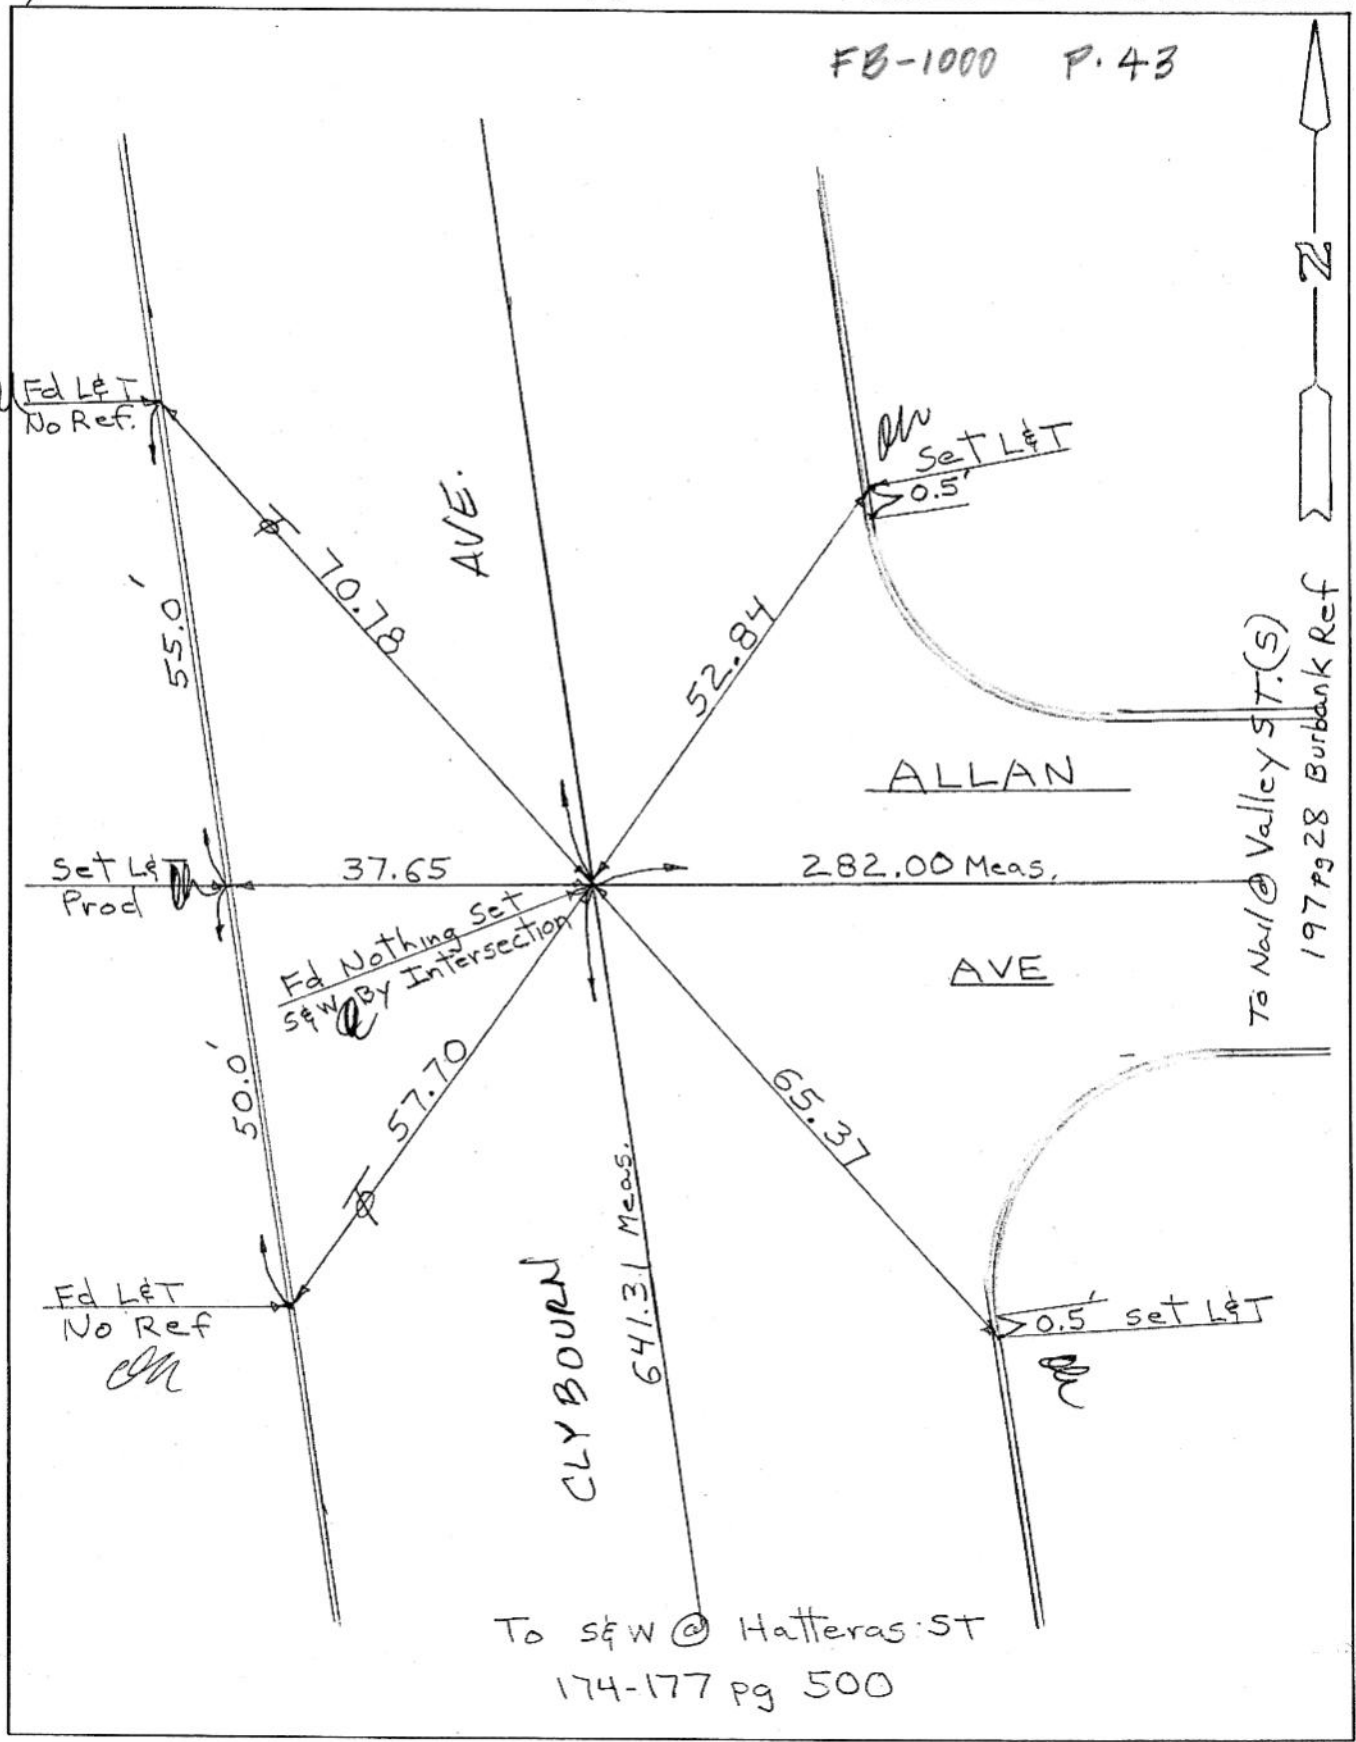 FB-1000 P. 43
N
Fd L&T
No Ref.
Set L&T
0.5'
AVE.
70.78
55.0'
52.84
ALLAN
Set L&T
Prod
37.65
282.00 Meas.
Fd Nothing Set
S&W By Intersection
AVE
To Nail @ Valley ST.(S)
197 pg 28 Burbank Ref
50.0'
57.70
65.37
641.31 Meas.
CLYBOURN
Fd L&T
No Ref
0.5' set L&T
To S&W @ Hatteras ST
174-177 pg 500